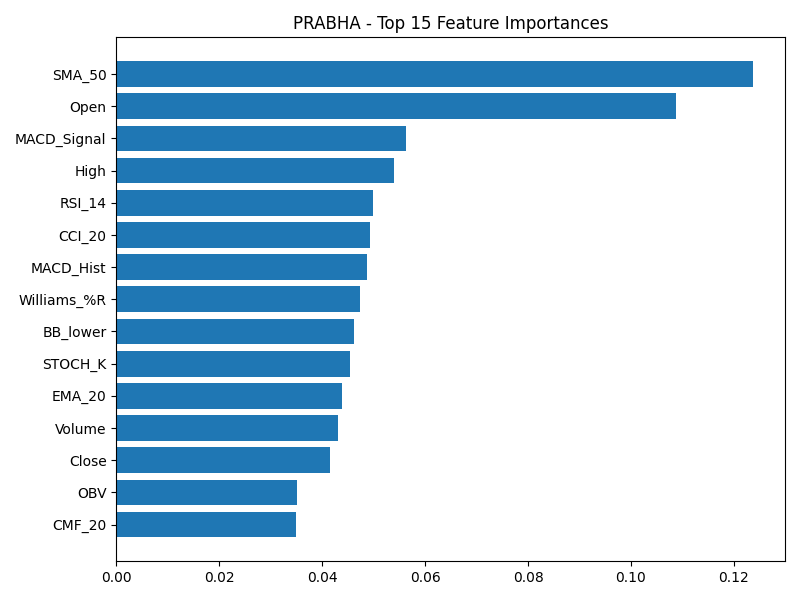 PRABHA - Top 15 Feature Importances
SMA_50
Open
MACD_Signal
High
RSI_14
CCI_20
MACD_Hist
Williams_%R
BB_lower
STOCH_K
EMA_20
Volume
Close
OBV
CMF_20
0.00 0.02 0.04 0.06 0.08 0.10 0.12